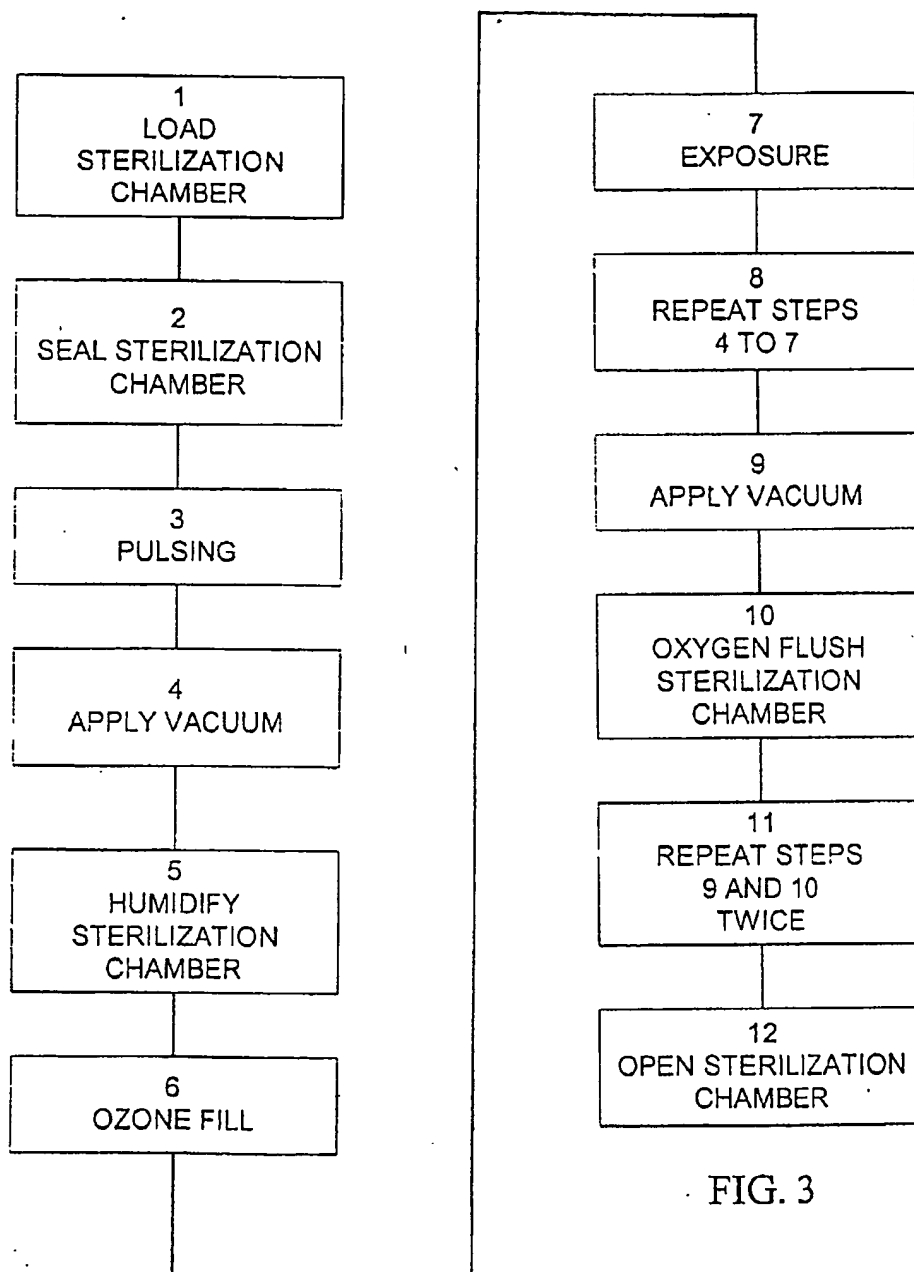 1
LOAD
STERILIZATION
CHAMBER
2
SEAL STERILIZATION
CHAMBER
3
PULSING
4
APPLY VACUUM
5
HUMIDIFY
STERILIZATION
CHAMBER
6
OZONE FILL
7
EXPOSURE
8
REPEAT STEPS
4 TO 7
9
APPLY VACUUM
10
OXYGEN FLUSH
STERILIZATION
CHAMBER
11
REPEAT STEPS
9 AND 10
TWICE
12
OPEN STERILIZATION
CHAMBER
FIG. 3